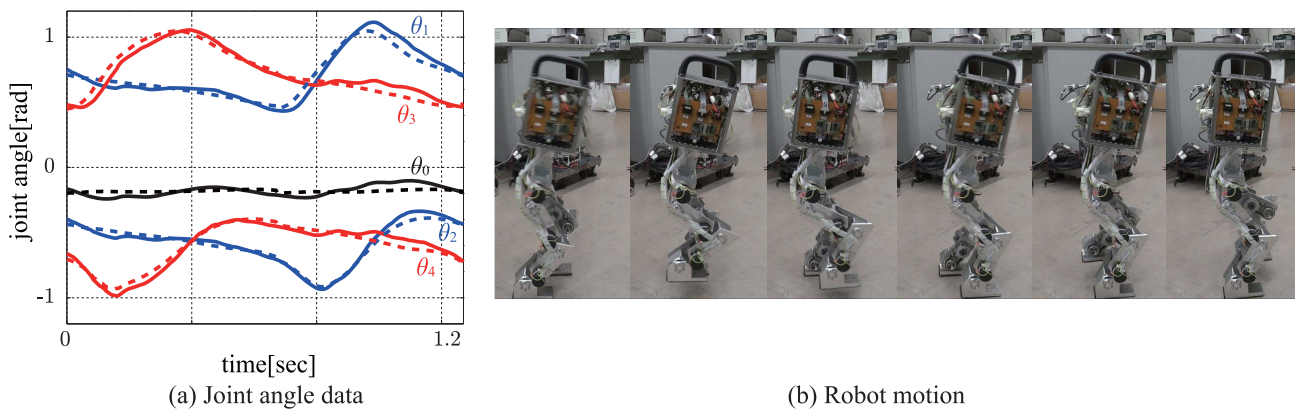 1
0
-1
joint angle[rad]
θ1
θ3
θ0
θ2
θ4
0
1.2
time[sec]
(a) Joint angle data
(b) Robot motion